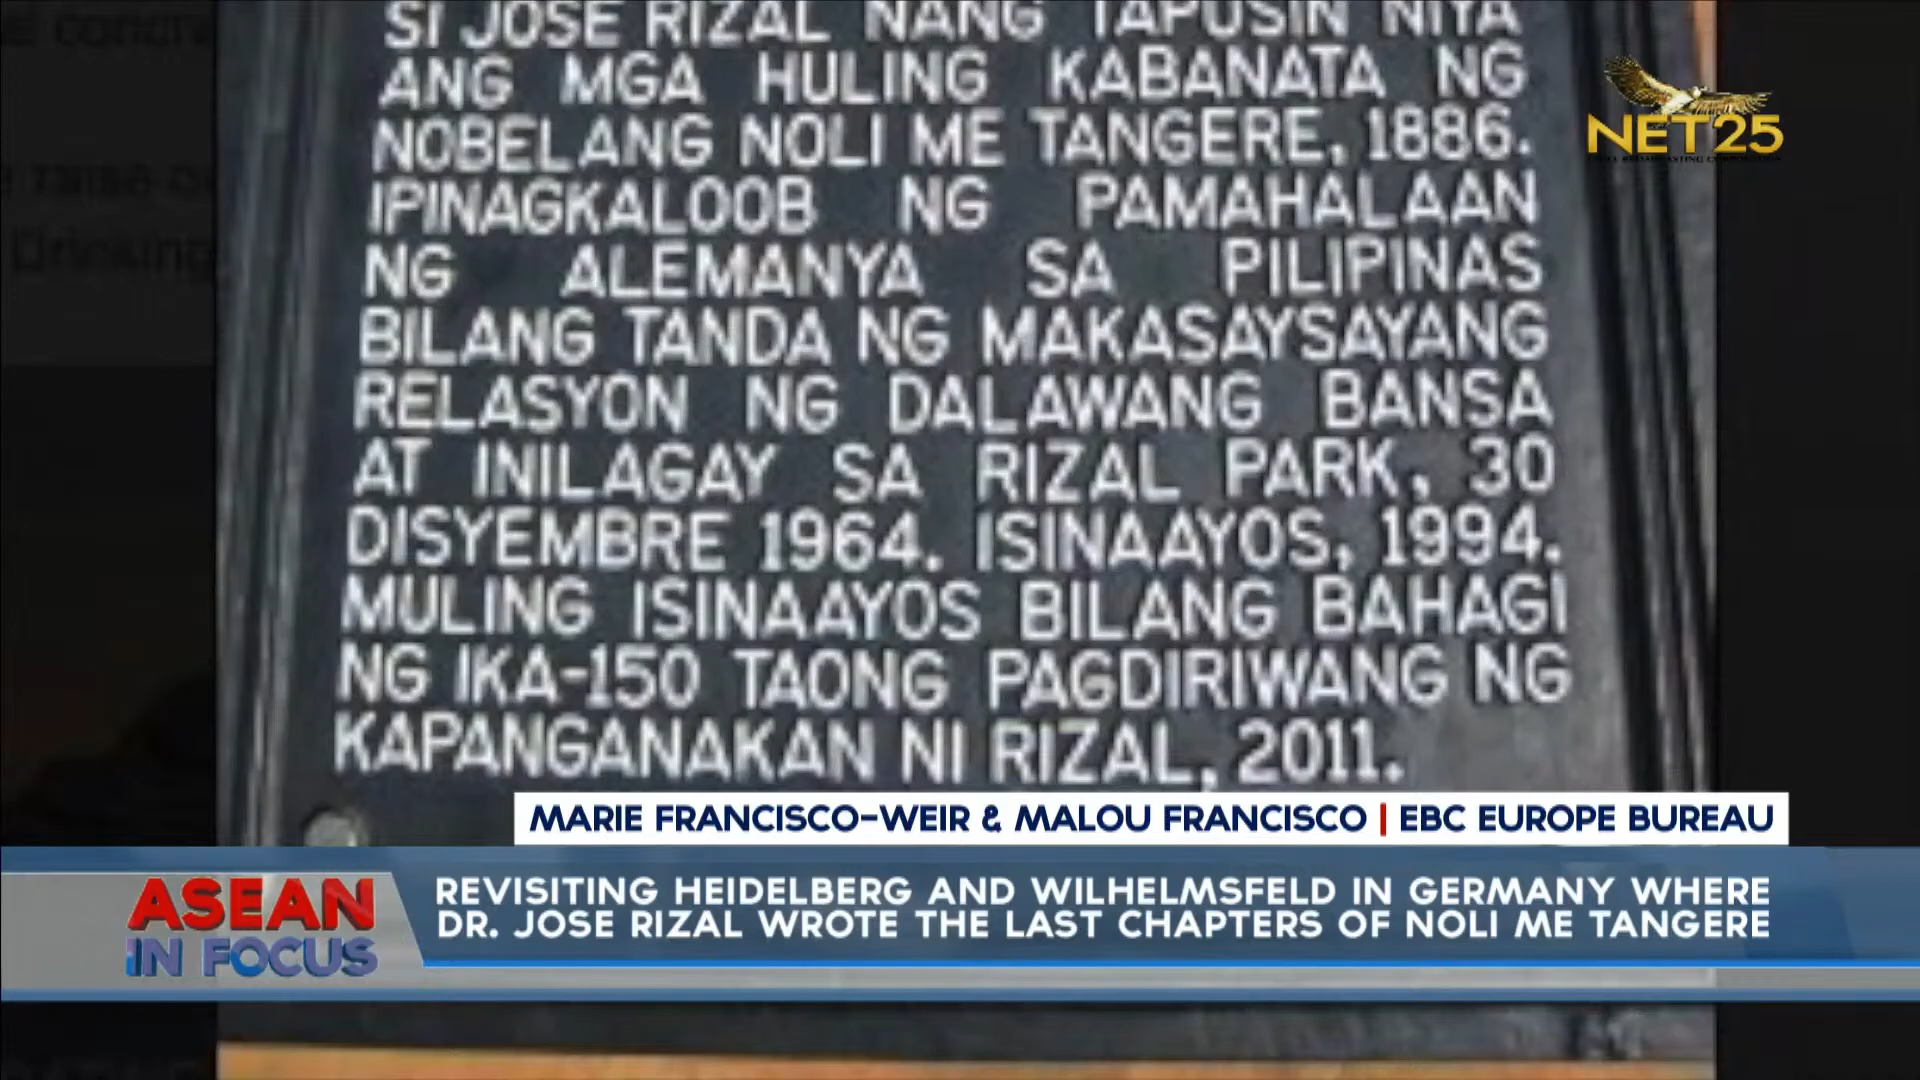 SI JOSE RIZAL NANG TAPUSIN NIYA
ANG MGA HULING KABANATA NG
NOBELANG NOLI ME TANGERE, 1886.
IPINAGKALOOB NG PAMAHALAAN
NG ALEMANYA SA PILIPINAS
BILANG TANDA NG MAKASAYSAYANG
RELASYON NG DALAWANG BANSA
AT INILAGAY SA RIZAL PARK, 30
DISYEMBRE 1964. ISINAAYOS, 1994.
MULING ISINAAYOS BILANG BAHAGI
NG IKA-150 TAONG PAGDIRIWANG NG
KAPANGANAKAN NI RIZAL, 2011.
NET25
raise
Drinking
MARIE FRANCISCO-WEIR & MALOU FRANCISCO | EBC EUROPE BUREAU
ASEAN
IN FOCUS
REVISITING HEIDELBERG AND WILHELMSFELD IN GERMANY WHERE
DR. JOSE RIZAL WROTE THE LAST CHAPTERS OF NOLI ME TANGERE